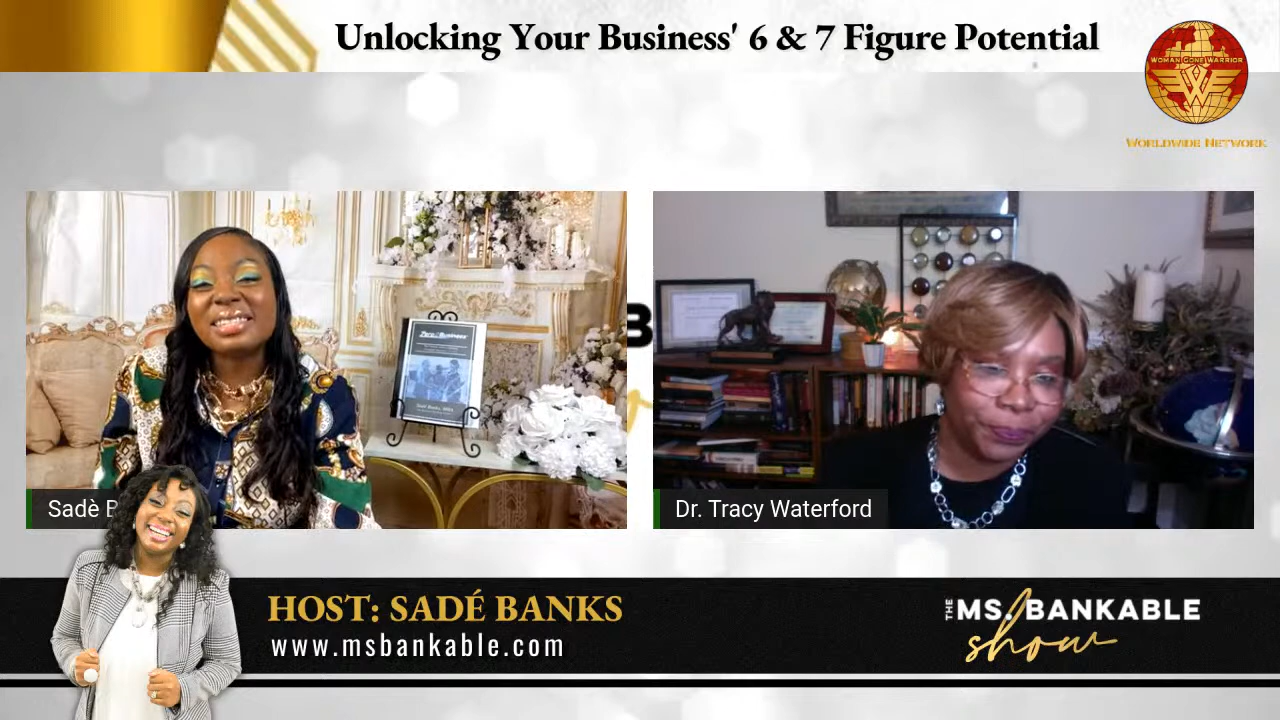 Unlocking Your Business' 6 & 7 Figure Potential
WOMAN GONE WARRIOR
WORLDWIDE NETWORK
Sadè B
Dr. Tracy Waterford
HOST: SADÉ BANKS
www.msbankable.com
THE MS. BANKABLE
show